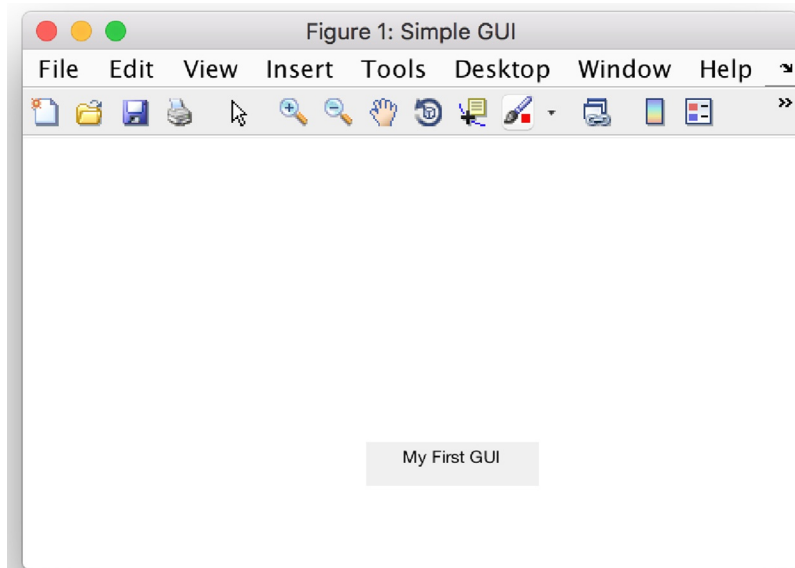 Figure 1: Simple GUI
File Edit View Insert Tools Desktop Window Help
My First GUI